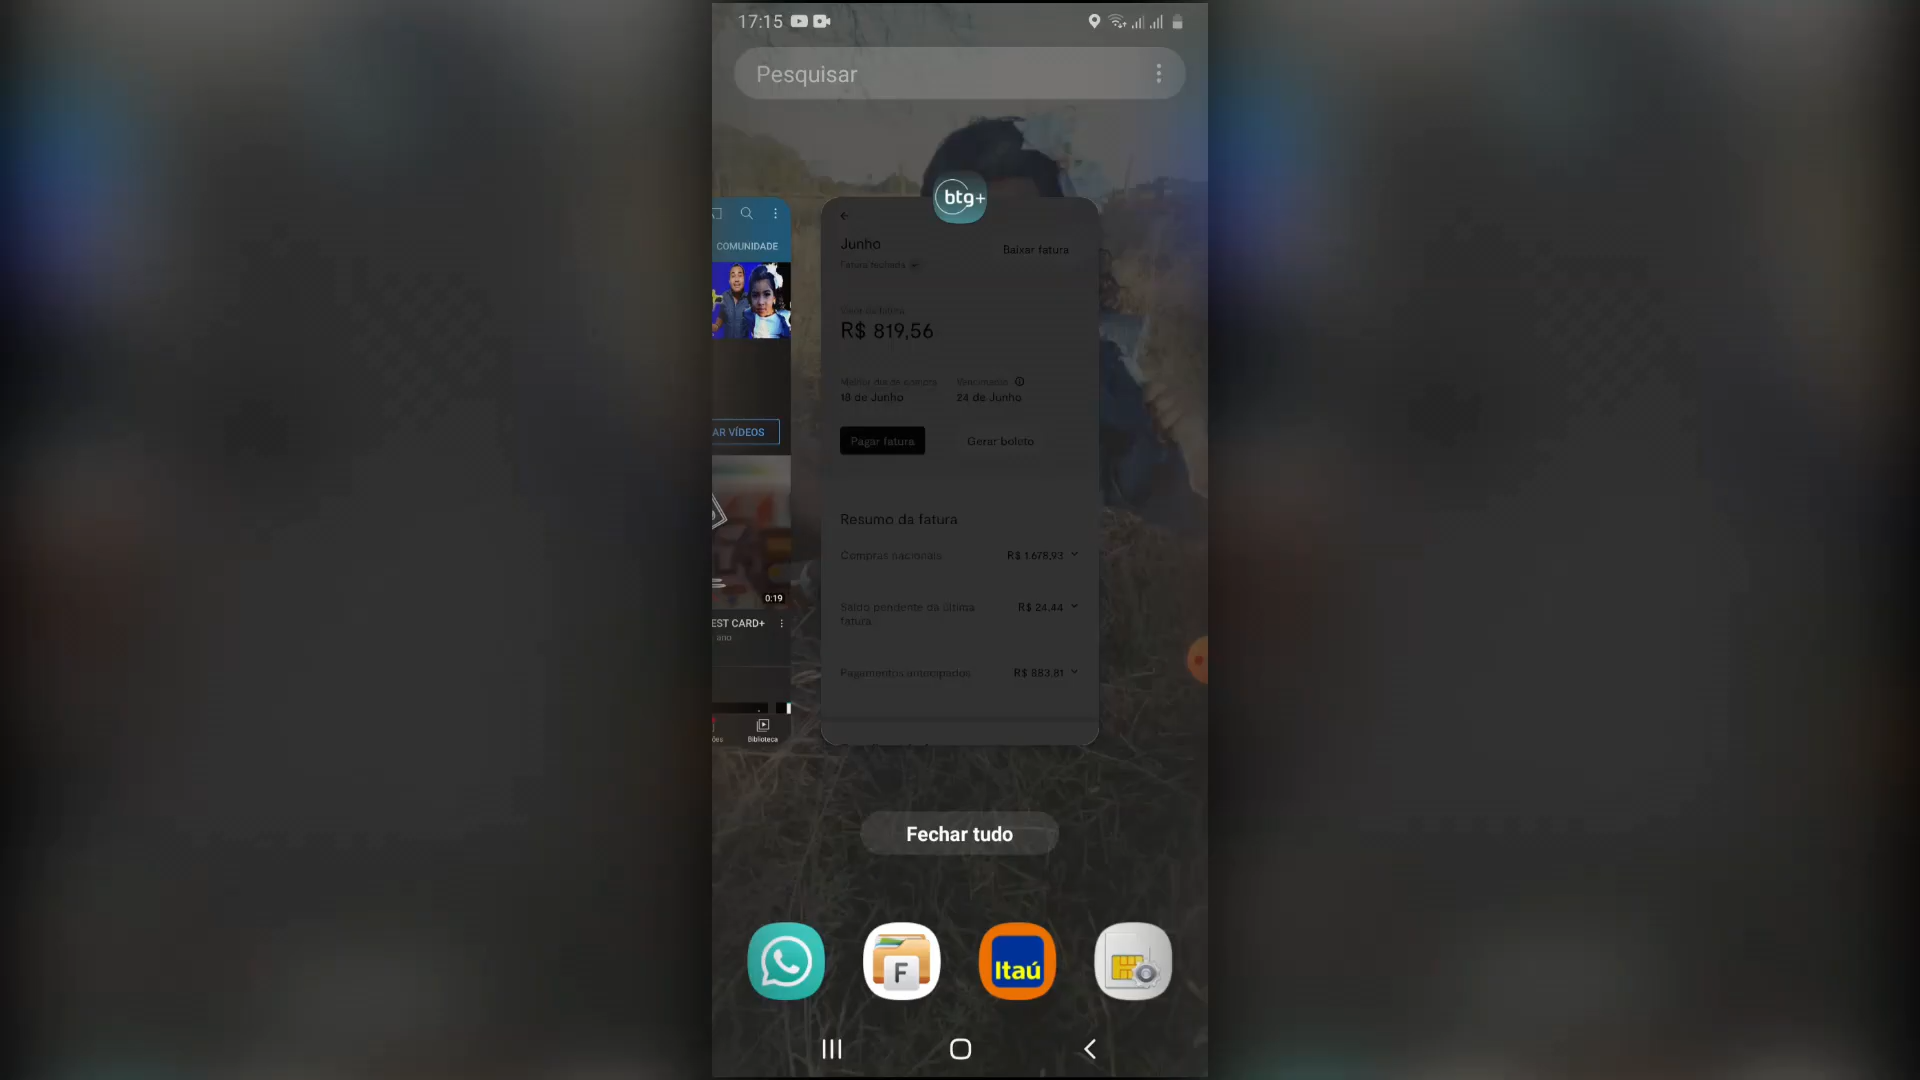 17:15
Pesquisar
btg+
COMUNIDADE
AR VÍDEOS
0:19
EST CARD+
ano
Biblioteca
Junho
Baixar fatura
Fatura fechada
R$ 819,56
Melhor dia de compra
Vencimento
18 de Junho
24 de Junho
Pagar fatura
Gerar boleto
Resumo da fatura
Compras nacionais
R$ 1.678,93
Saldo pendente da última
fatura
R$ 24,44
Pagamentos antecipados
R$ 883,81
Fechar tudo
F
Itaú